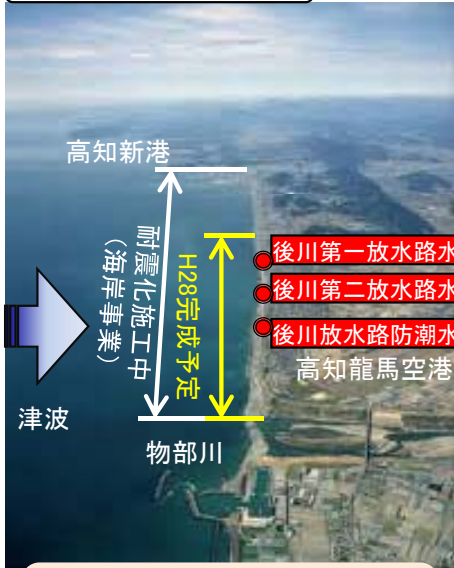 高知新港
耐震化施工中
（海岸事業）
H28完成予定
後川第一放水路水
後川第二放水路水
後川放水路防潮水
高知龍馬空港
津波
物部川